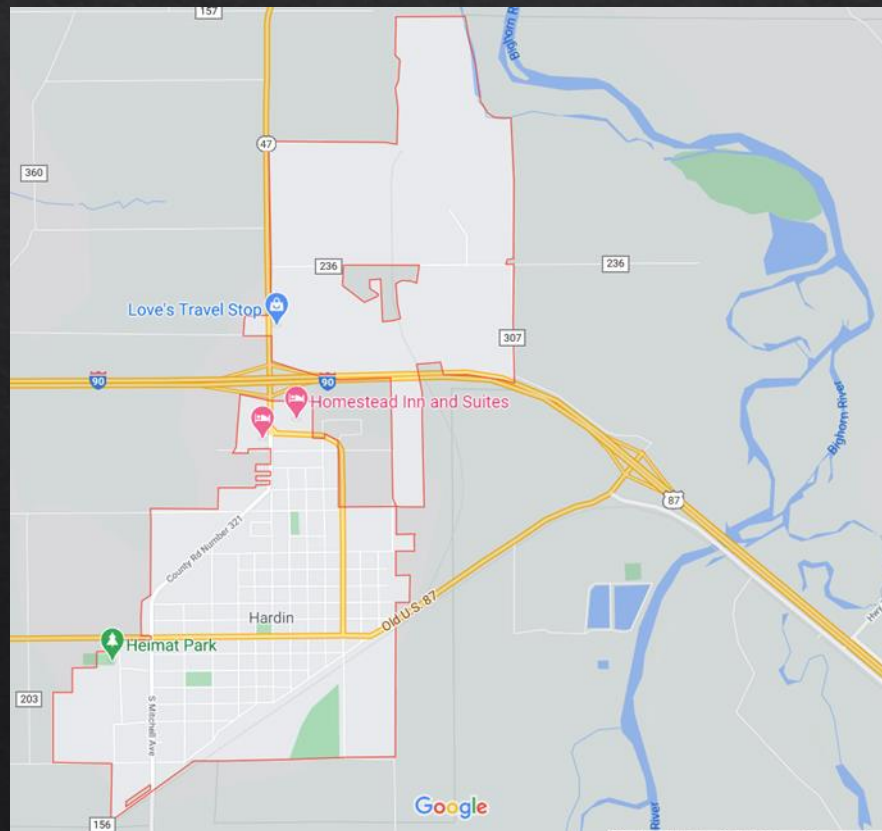 157
Bighorn R
47
360
236
236
Love's Travel Stop
307
90
90
Homestead Inn and Suites
Bighorn River
87
County Rd Number 321
Hardin
Old U.S. 87
Heimat Park
203
S Mitchell Ave
Hwy
156
Google
River